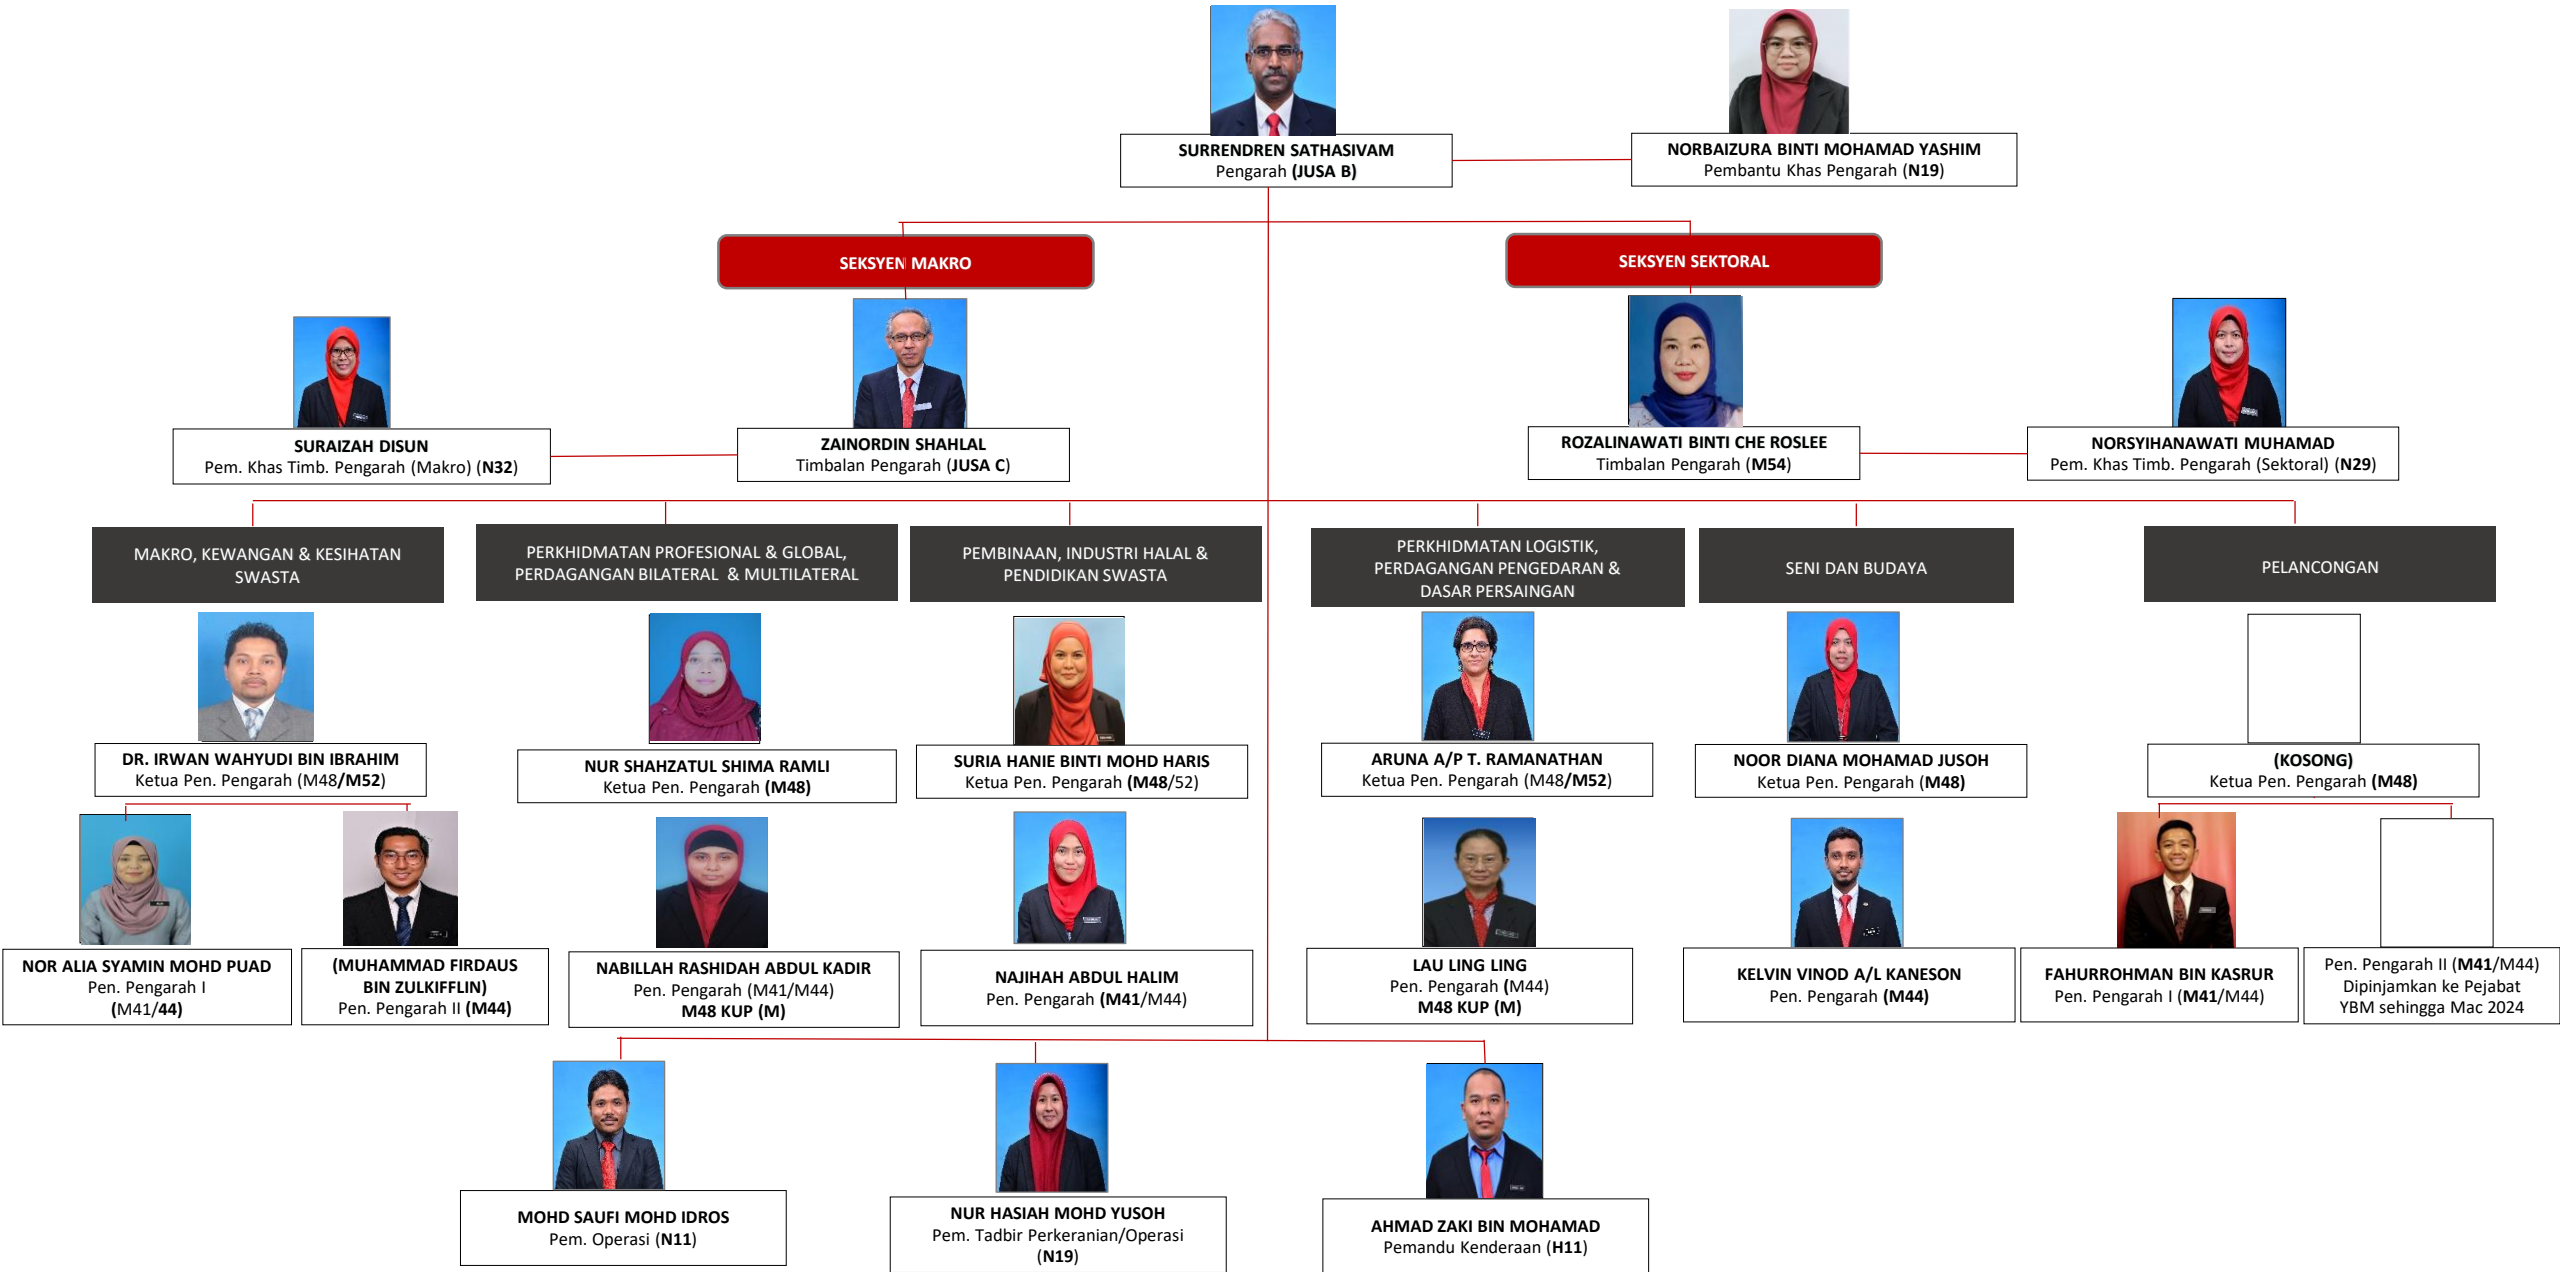 SURRENDREN SATHASIVAM
Pengarah (JUSA B)
NORBAIZURA BINTI MOHAMAD YASHIM
Pembantu Khas Pengarah (N19)
SEKSYEN MAKRO
SEKSYEN SEKTORAL
SURAIZAH DISUN
Pem. Khas Timb. Pengarah (Makro) (N32)
ZAINORDIN SHAHLAL
Timbalan Pengarah (JUSA C)
ROZALINAWATI BINTI CHE ROSLEE
Timbalan Pengarah (M54)
NORSYIHANAWATI MUHAMAD
Pem. Khas Timb. Pengarah (Sektoral) (N29)
MAKRO, KEWANGAN & KESIHATAN
SWASTA
PERKHIDMATAN PROFESIONAL & GLOBAL,
PERDAGANGAN BILATERAL & MULTILATERAL
PEMBINAAN, INDUSTRI HALAL &
PENDIDIKAN SWASTA
PERKHIDMATAN LOGISTIK,
PERDAGANGAN PENGEDARAN &
DASAR PERSAINGAN
SENI DAN BUDAYA
PELANCONGAN
DR. IRWAN WAHYUDI BIN IBRAHIM
Ketua Pen. Pengarah (M48/M52)
NUR SHAHZATUL SHIMA RAMLI
Ketua Pen. Pengarah (M48)
SURIA HANIE BINTI MOHD HARIS
Ketua Pen. Pengarah (M48/52)
ARUNA A/P T. RAMANATHAN
Ketua Pen. Pengarah (M48/M52)
NOOR DIANA MOHAMAD JUSOH
Ketua Pen. Pengarah (M48)
(KOSONG)
Ketua Pen. Pengarah (M48)
NOR ALIA SYAMIN MOHD PUAD
Pen. Pengarah I
(M41/44)
(MUHAMMAD FIRDAUS
BIN ZULKIFFLIN)
Pen. Pengarah II (M44)
NABILLAH RASHIDAH ABDUL KADIR
Pen. Pengarah (M41/M44)
M48 KUP (M)
NAJIHAH ABDUL HALIM
Pen. Pengarah (M41/M44)
LAU LING LING
Pen. Pengarah (M44)
M48 KUP (M)
KELVIN VINOD A/L KANESON
Pen. Pengarah (M44)
FAHURROHMAN BIN KASRUR
Pen. Pengarah I (M41/M44)
Pen. Pengarah II (M41/M44)
Dipinjamkan ke Pejabat
YBM sehingga Mac 2024
MOHD SAUFI MOHD IDROS
Pem. Operasi (N11)
NUR HASIAH MOHD YUSOH
Pem. Tadbir Perkeranian/Operasi
(N19)
AHMAD ZAKI BIN MOHAMAD
Pemandu Kenderaan (H11)